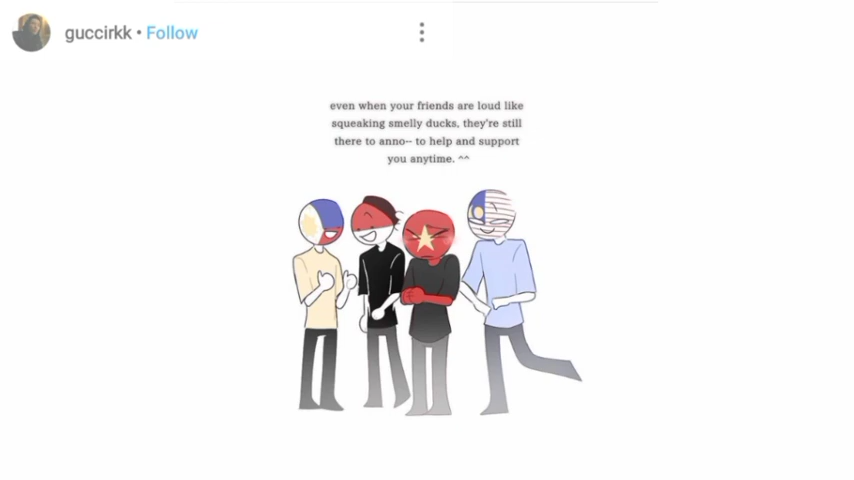 guccirkk • Follow
even when your friends are loud like
squeaking smelly ducks, they're still
there to anno-- to help and support
you anytime. ^^